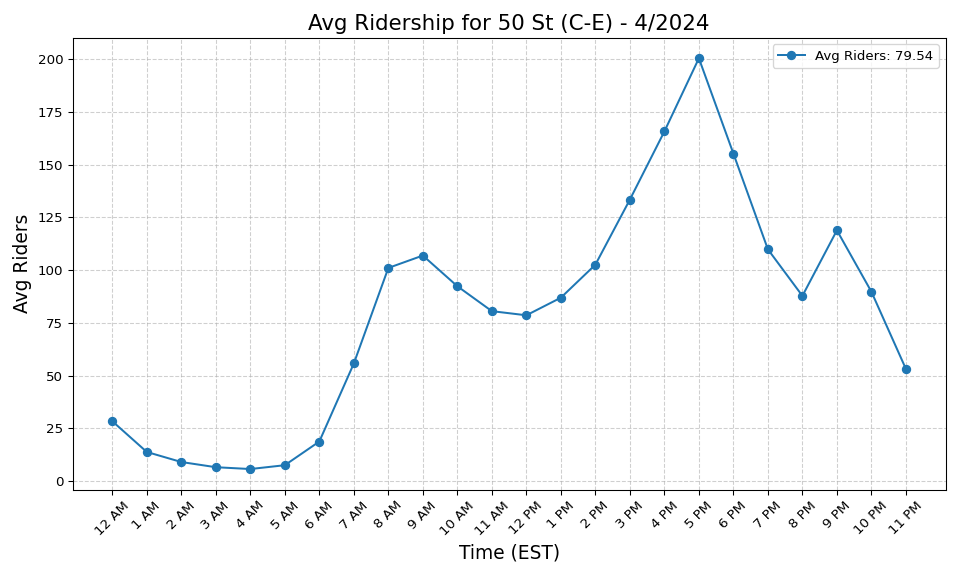 Avg Ridership for 50 St (C-E) - 4/2024
Avg Riders: 79.54
200
175
150
125
100
75
50
25
0
Avg Riders
12 AM
1 AM
2 AM
3 AM
4 AM
5 AM
6 AM
7 AM
8 AM
9 AM
10 AM
11 AM
12 PM
1 PM
2 PM
3 PM
4 PM
5 PM
6 PM
7 PM
8 PM
9 PM
10 PM
11 PM
Time (EST)